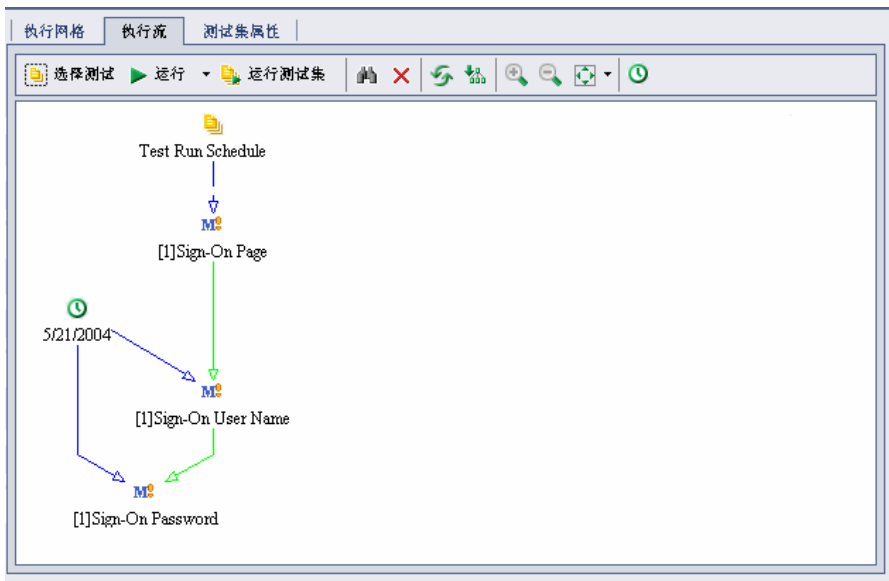 执行网格 执行流 测试集属性
选择测试 运行 运行测试集
Test Run Schedule
[1]Sign-On Page
5/21/2004
[1]Sign-On User Name
[1]Sign-On Password